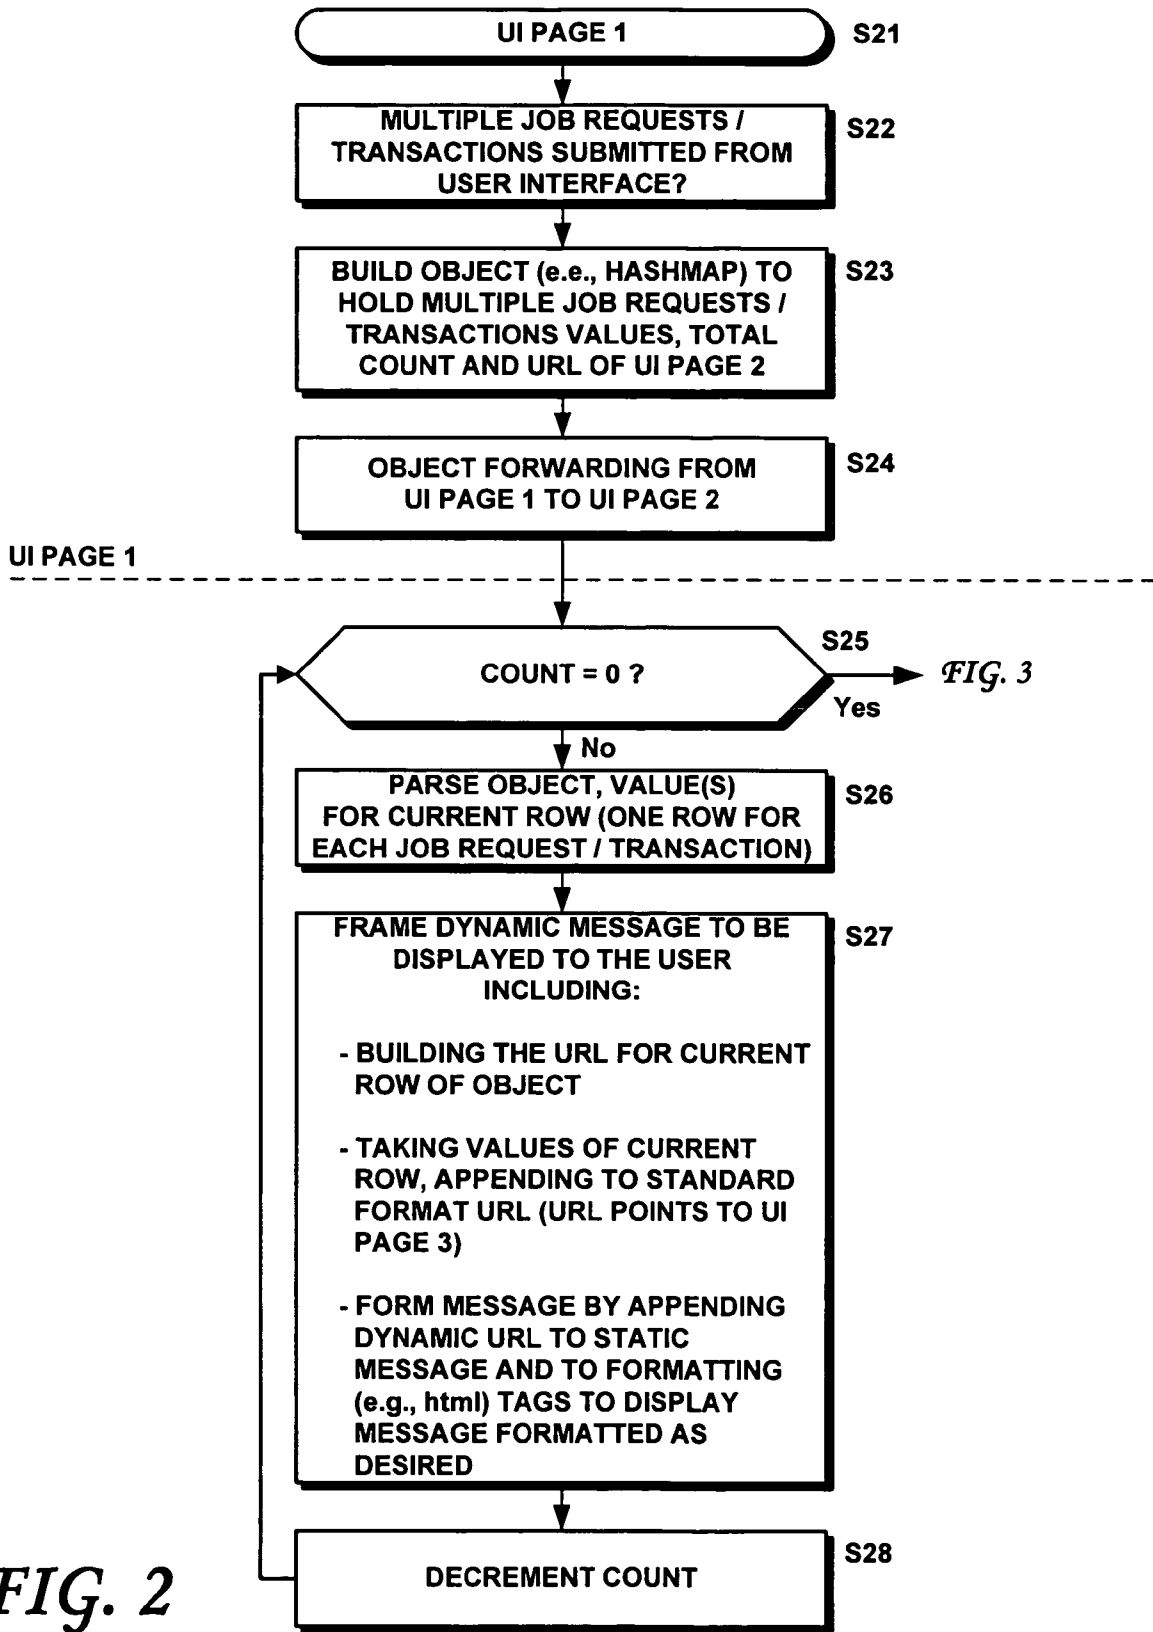 UI PAGE 1
S21
MULTIPLE JOB REQUESTS /
TRANSACTIONS SUBMITTED FROM
USER INTERFACE?
S22
BUILD OBJECT (e.e., HASHMAP) TO
HOLD MULTIPLE JOB REQUESTS /
TRANSACTIONS VALUES, TOTAL
COUNT AND URL OF UI PAGE 2
S23
OBJECT FORWARDING FROM
UI PAGE 1 TO UI PAGE 2
S24
UI PAGE 1
COUNT = 0 ?
S25
Yes
FIG. 3
No
PARSE OBJECT, VALUE(S)
FOR CURRENT ROW (ONE ROW FOR
EACH JOB REQUEST / TRANSACTION)
S26
FRAME DYNAMIC MESSAGE TO BE
DISPLAYED TO THE USER
INCLUDING:
- BUILDING THE URL FOR CURRENT
ROW OF OBJECT
- TAKING VALUES OF CURRENT
ROW, APPENDING TO STANDARD
FORMAT URL (URL POINTS TO UI
PAGE 3)
- FORM MESSAGE BY APPENDING
DYNAMIC URL TO STATIC
MESSAGE AND TO FORMATTING
(e.g., html) TAGS TO DISPLAY
MESSAGE FORMATTED AS
DESIRED
S27
DECREMENT COUNT
S28
FIG. 2